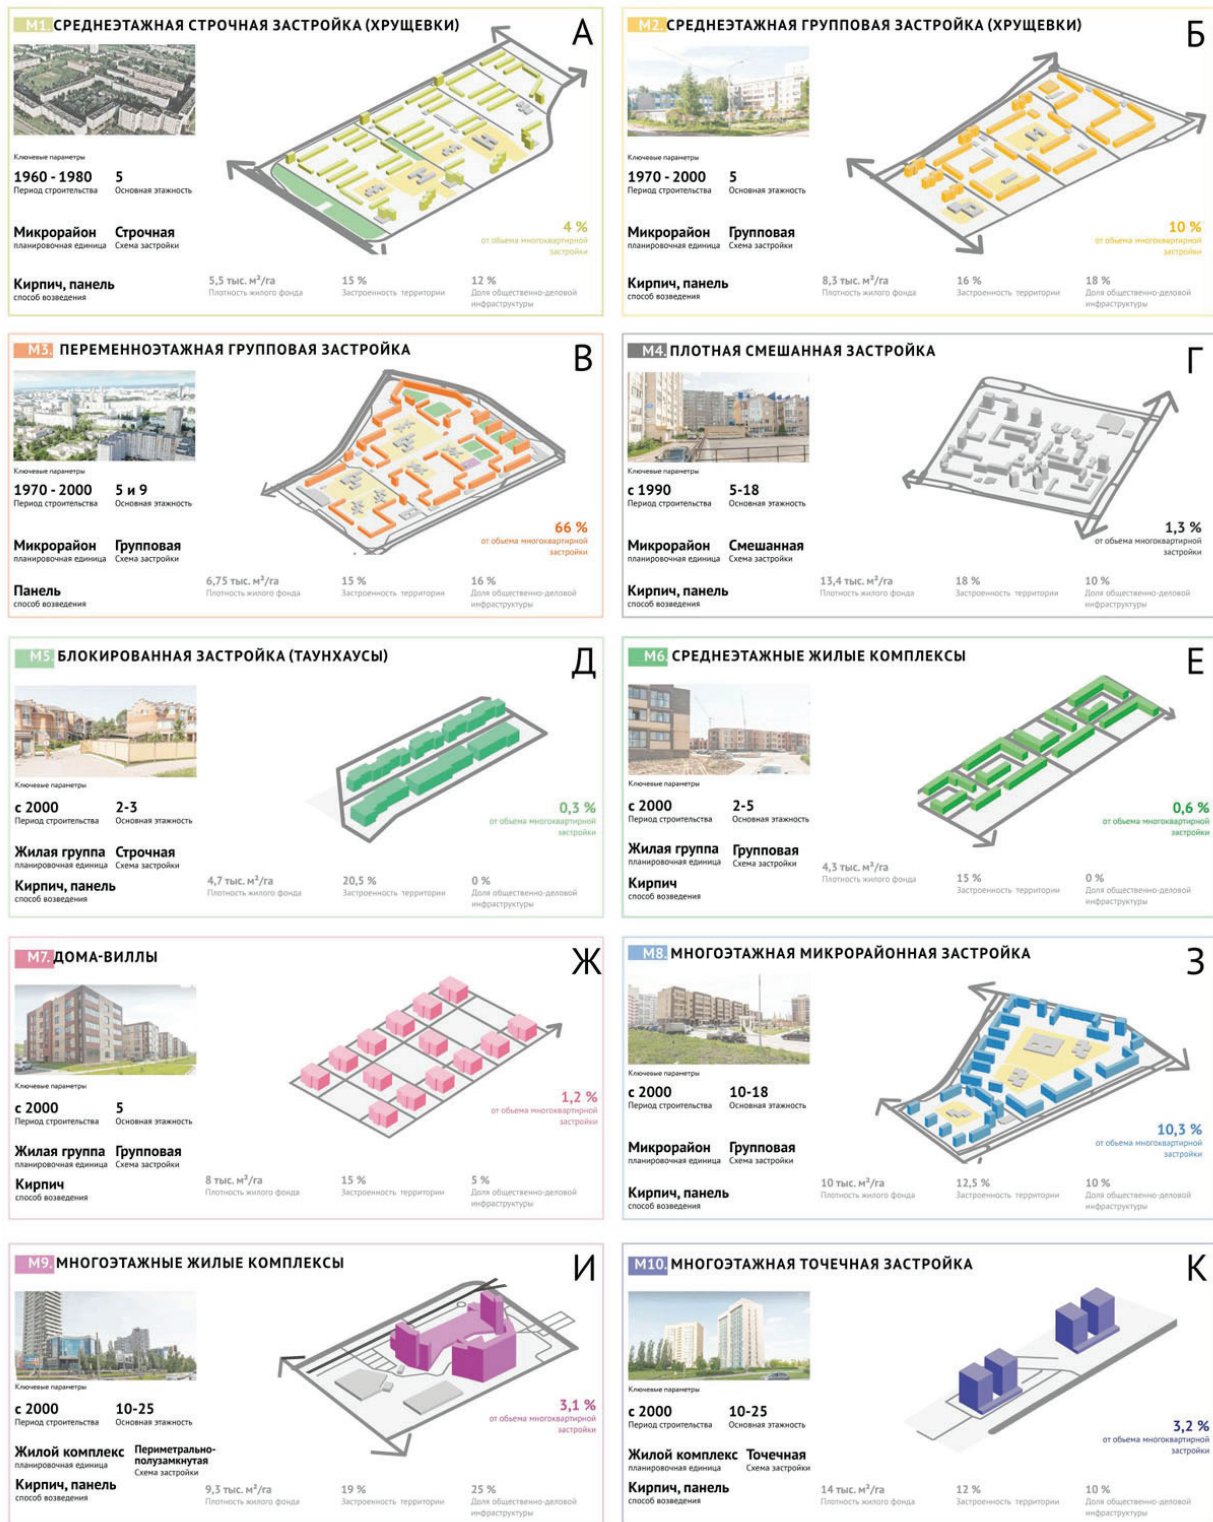 М1. СРЕДНЕЭТАЖНАЯ СТРОЧНАЯ ЗАСТРОЙКА (ХРУЩЕВКИ)
А
Ключевые параметры
1960 - 1980 5
Период строительства Основная этажность
Микрорайон Строчная
планировочная единица Схема застройки
4 %
от объема многоквартирной
застройки
Кирпич, панель
способ возведения
5,5 тыс. м²/га 15 % 12 %
Плотность жилого фонда Застроенность территории Доля общественно-деловой
инфраструктуры
М2. СРЕДНЕЭТАЖНАЯ ГРУППОВАЯ ЗАСТРОЙКА (ХРУЩЕВКИ)
Б
Ключевые параметры
1970 - 2000 5
Период строительства Основная этажность
Микрорайон Групповая
планировочная единица Схема застройки
10 %
от объема многоквартирной
застройки
Кирпич, панель
способ возведения
8,3 тыс. м²/га 16 % 18 %
Плотность жилого фонда Застроенность территории Доля общественно-деловой
инфраструктуры
М3. ПЕРЕМЕННОЭТАЖНАЯ ГРУППОВАЯ ЗАСТРОЙКА
В
Ключевые параметры
1970 - 2000 5 и 9
Период строительства Основная этажность
66 %
от объема многоквартирной
застройки
Микрорайон Групповая
планировочная единица Схема застройки
Панель
способ возведения
6,75 тыс. м²/га 15 % 16 %
Плотность жилого фонда Застроенность территории Доля общественно-деловой
инфраструктуры
М4. ПЛОТНАЯ СМЕШАННАЯ ЗАСТРОЙКА
Г
Ключевые параметры
с 1990 5-18
Период строительства Основная этажность
1,3 %
от объема многоквартирной
застройки
Микрорайон Смешанная
планировочная единица Схема застройки
Кирпич, панель
способ возведения
13,4 тыс. м²/га 18 % 10 %
Плотность жилого фонда Застроенность территории Доля общественно-деловой
инфраструктуры
М5. БЛОКИРОВАННАЯ ЗАСТРОЙКА (ТАУНХАУСЫ)
Д
Ключевые параметры
с 2000 2-3
Период строительства Основная этажность
0,3 %
от объема многоквартирной
застройки
Жилая группа Строчная
планировочная единица Схема застройки
Кирпич, панель
способ возведения
4,7 тыс. м²/га 20,5 % 0 %
Плотность жилого фонда Застроенность территории Доля общественно-деловой
инфраструктуры
М6. СРЕДНЕЭТАЖНЫЕ ЖИЛЫЕ КОМПЛЕКСЫ
Е
Ключевые параметры
с 2000 2-5
Период строительства Основная этажность
0,6 %
от объема многоквартирной
застройки
Жилая группа Групповая
планировочная единица Схема застройки
Кирпич
способ возведения
4,3 тыс. м²/га 15 % 0 %
Плотность жилого фонда Застроенность территории Доля общественно-деловой
инфраструктуры
М7. ДОМА-ВИЛЛЫ
Ж
Ключевые параметры
с 2000 5
Период строительства Основная этажность
1,2 %
от объема многоквартирной
застройки
Жилая группа Групповая
планировочная единица Схема застройки
Кирпич
способ возведения
8 тыс. м²/га 15 % 5 %
Плотность жилого фонда Застроенность территории Доля общественно-деловой
инфраструктуры
М8. МНОГОЭТАЖНАЯ МИКРОРАЙОННАЯ ЗАСТРОЙКА
З
Ключевые параметры
с 2000 10-18
Период строительства Основная этажность
10,3 %
от объема многоквартирной
застройки
Микрорайон Групповая
планировочная единица Схема застройки
Кирпич, панель
способ возведения
10 тыс. м²/га 12,5 % 10 %
Плотность жилого фонда Застроенность территории Доля общественно-деловой
инфраструктуры
М9. МНОГОЭТАЖНЫЕ ЖИЛЫЕ КОМПЛЕКСЫ
И
Ключевые параметры
с 2000 10-25
Период строительства Основная этажность
3,1 %
от объема многоквартирной
застройки
Жилой комплекс Периметрально-
полузамкнутая
планировочная единица Схема застройки
Кирпич, панель
способ возведения
9,3 тыс. м²/га 19 % 25 %
Плотность жилого фонда Застроенность территории Доля общественно-деловой
инфраструктуры
М10. МНОГОЭТАЖНАЯ ТОЧЕЧНАЯ ЗАСТРОЙКА
К
Ключевые параметры
с 2000 10-25
Период строительства Основная этажность
3,2 %
от объема многоквартирной
застройки
Жилой комплекс Точечная
планировочная единица Схема застройки
Кирпич, панель
способ возведения
14 тыс. м²/га 12 % 10 %
Плотность жилого фонда Застроенность территории Доля общественно-деловой
инфраструктуры